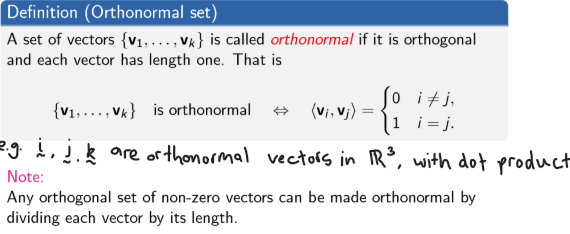 Definition (Orthonormal set)
A set of vectors {v₁, . . . , vₖ} is called orthonormal if it is orthogonal
and each vector has length one. That is
{v₁, . . . , vₖ} is orthonormal ⇔ ⟨vᵢ, vⱼ⟩ = {0 i ≠ j,
1 i = j.
e.g. i, j, k are orthonormal vectors in ℝ³, with dot product
Note:
Any orthogonal set of non-zero vectors can be made orthonormal by
dividing each vector by its length.